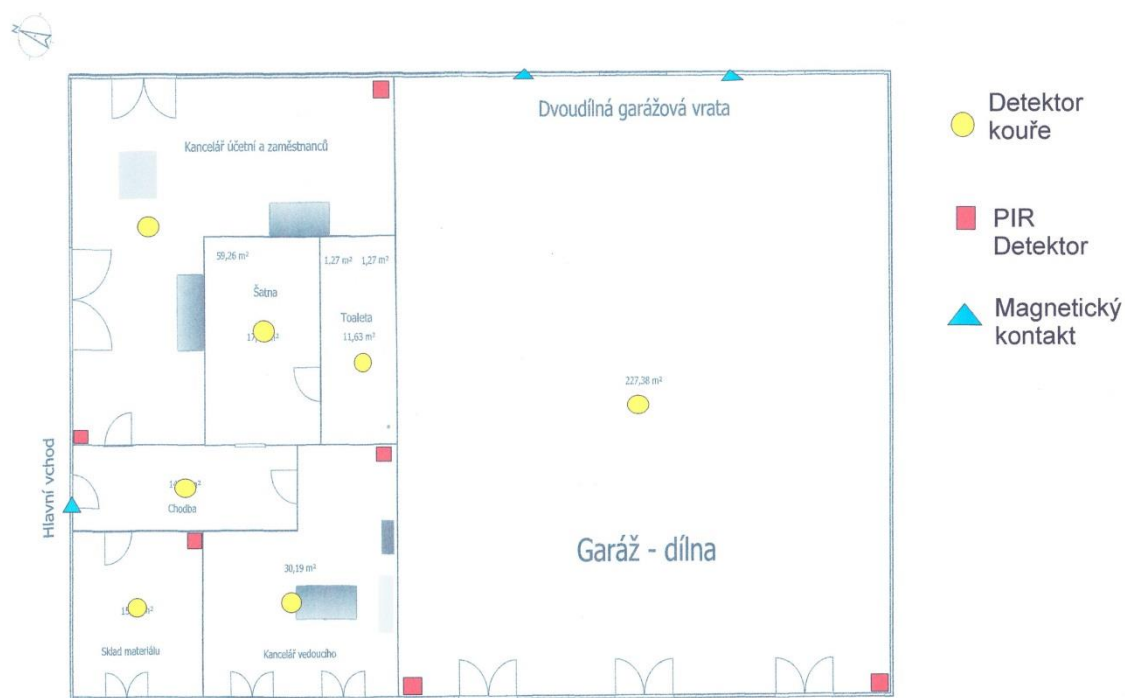 Dvoudílná garážová vrata
Kancelář účetní a zaměstnanců
59,26 m²
1,27 m² 1,27 m²
Šatna
Toaleta
11,63 m²
227,38 m²
Hlavní vchod
Chodba
Garáž - dílna
30,19 m²
Sklad materiálu
Kancelář vedoucího
Detektor
kouře
PIR
Detektor
Magnetický
kontakt